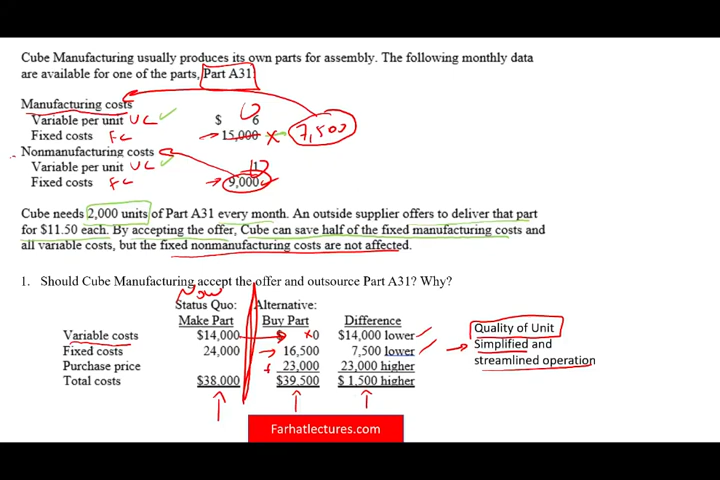 Cube Manufacturing usually produces its own parts for assembly. The following monthly data
are available for one of the parts, Part A31.
Manufacturing costs
Variable per unit VC $ 6
Fixed costs FC 15,000 x 7,500
Nonmanufacturing costs
Variable per unit VC 1
Fixed costs FC 9,000
Cube needs 2,000 units of Part A31 every month. An outside supplier offers to deliver that part
for $11.50 each. By accepting the offer, Cube can save half of the fixed manufacturing costs and
all variable costs, but the fixed nonmanufacturing costs are not affected.
1. Should Cube Manufacturing accept the offer and outsource Part A31? Why?
Now
Status Quo: Alternative:
Make Part Buy Part Difference
Variable costs $14,000 $ x0 $14,000 lower
Fixed costs 24,000 16,500 7,500 lower
Purchase price + 23,000 23,000 higher
Total costs $38,000 $39,500 $ 1,500 higher
Quality of Unit
Simplified and
streamlined operation
Farhatlectures.com